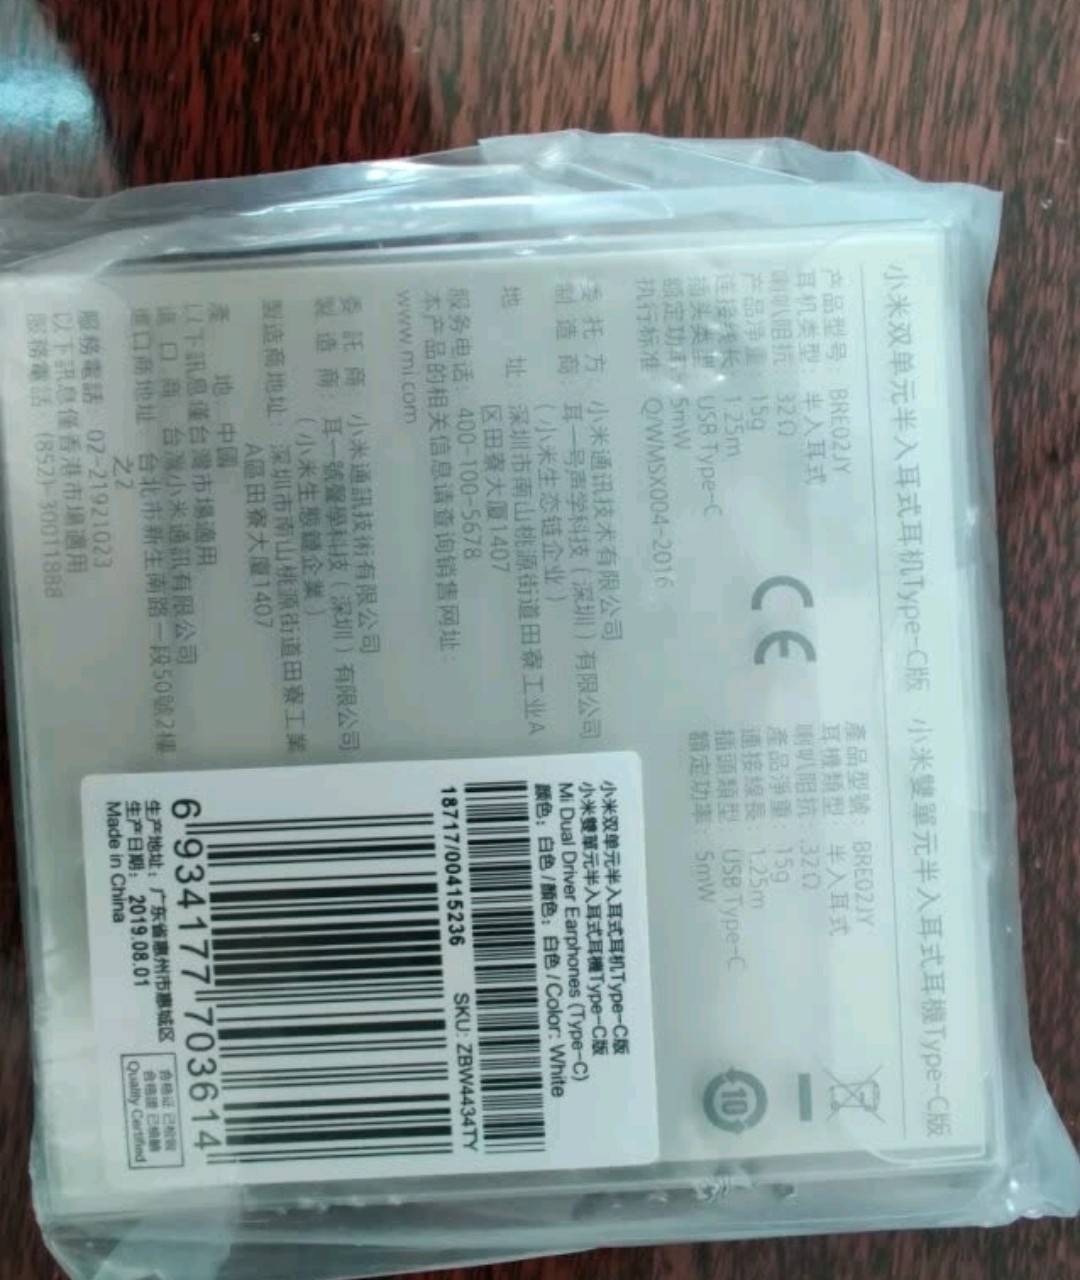 小米双单元半入耳式耳机Type-C版
产品型号: BRE02JY
耳机类型: 半入耳式
喇叭阻抗: 32Ω
产品净重: 15g
连接线长: 1.25m
插头类型: USB Type-C
额定功率: 5mW
执行标准: Q/WMSX004-2016
委托方: 小米通讯技术有限公司
制造商: 耳一号声学科技(深圳)有限公司
(小米生态链企业)
地址: 深圳市南山桃源街道田寮工业A
区田寮大厦1407
服务电话: 400-100-5678
本产品的相关信息请查询销售网址:
www.mi.com
委託商: 小米通訊技術有限公司
製造商: 耳一號聲學科技(深圳)有限公司
(小米生態鏈企業)
製造商地址: 深圳市南山桃源街道田寮工業
A區田寮大廈1407
產地: 中國
以下訊息僅台灣市場適用
進口商: 台灣小米通訊有限公司
進口商地址: 台北市新生南路一段50號2樓
之2
服務電話: 02-21921023
以下訊息僅香港市場適用
服務電話: (852)-30011888
CE
小米雙單元半入耳式耳機Type-C版
產品型號: BRE02JY
耳機類型: 半入耳式
喇叭阻抗: 32Ω
產品淨重: 15g
連接線長: 1.25m
插頭類型: USB Type-C
額定功率: 5mW
10
小米双单元半入耳式耳机Type-C版
小米雙單元半入耳式耳機Type-C版
Mi Dual Driver Earphones (Type-C)
颜色: 白色/顏色: 白色/Color: White
18717/00415236 SKU: ZBW4434TY
6 934177 703614
生产地址: 广东省惠州市惠城区
生产日期: 2019.08.01
Made in China
合格证 已检验
合格證 已檢驗
Quality Certified